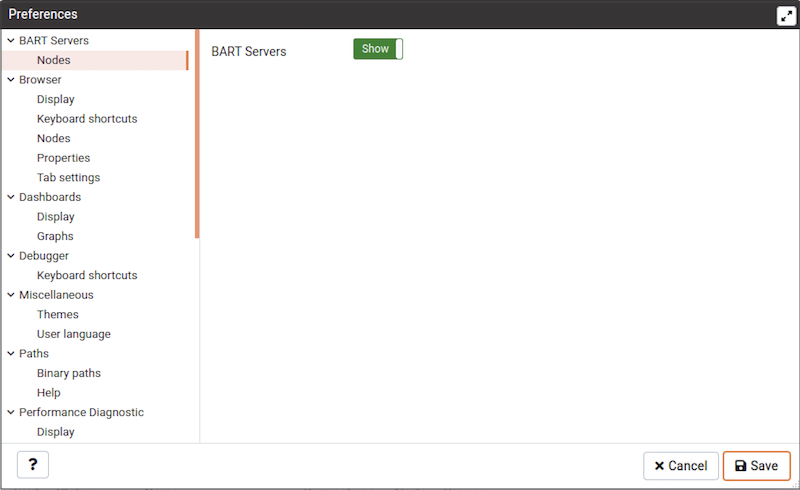 Preferences
BART Servers
Nodes
Browser
Display
Keyboard shortcuts
Nodes
Properties
Tab settings
Dashboards
Display
Graphs
Debugger
Keyboard shortcuts
Miscellaneous
Themes
User language
Paths
Binary paths
Help
Performance Diagnostic
Display
BART Servers Show
? Cancel Save